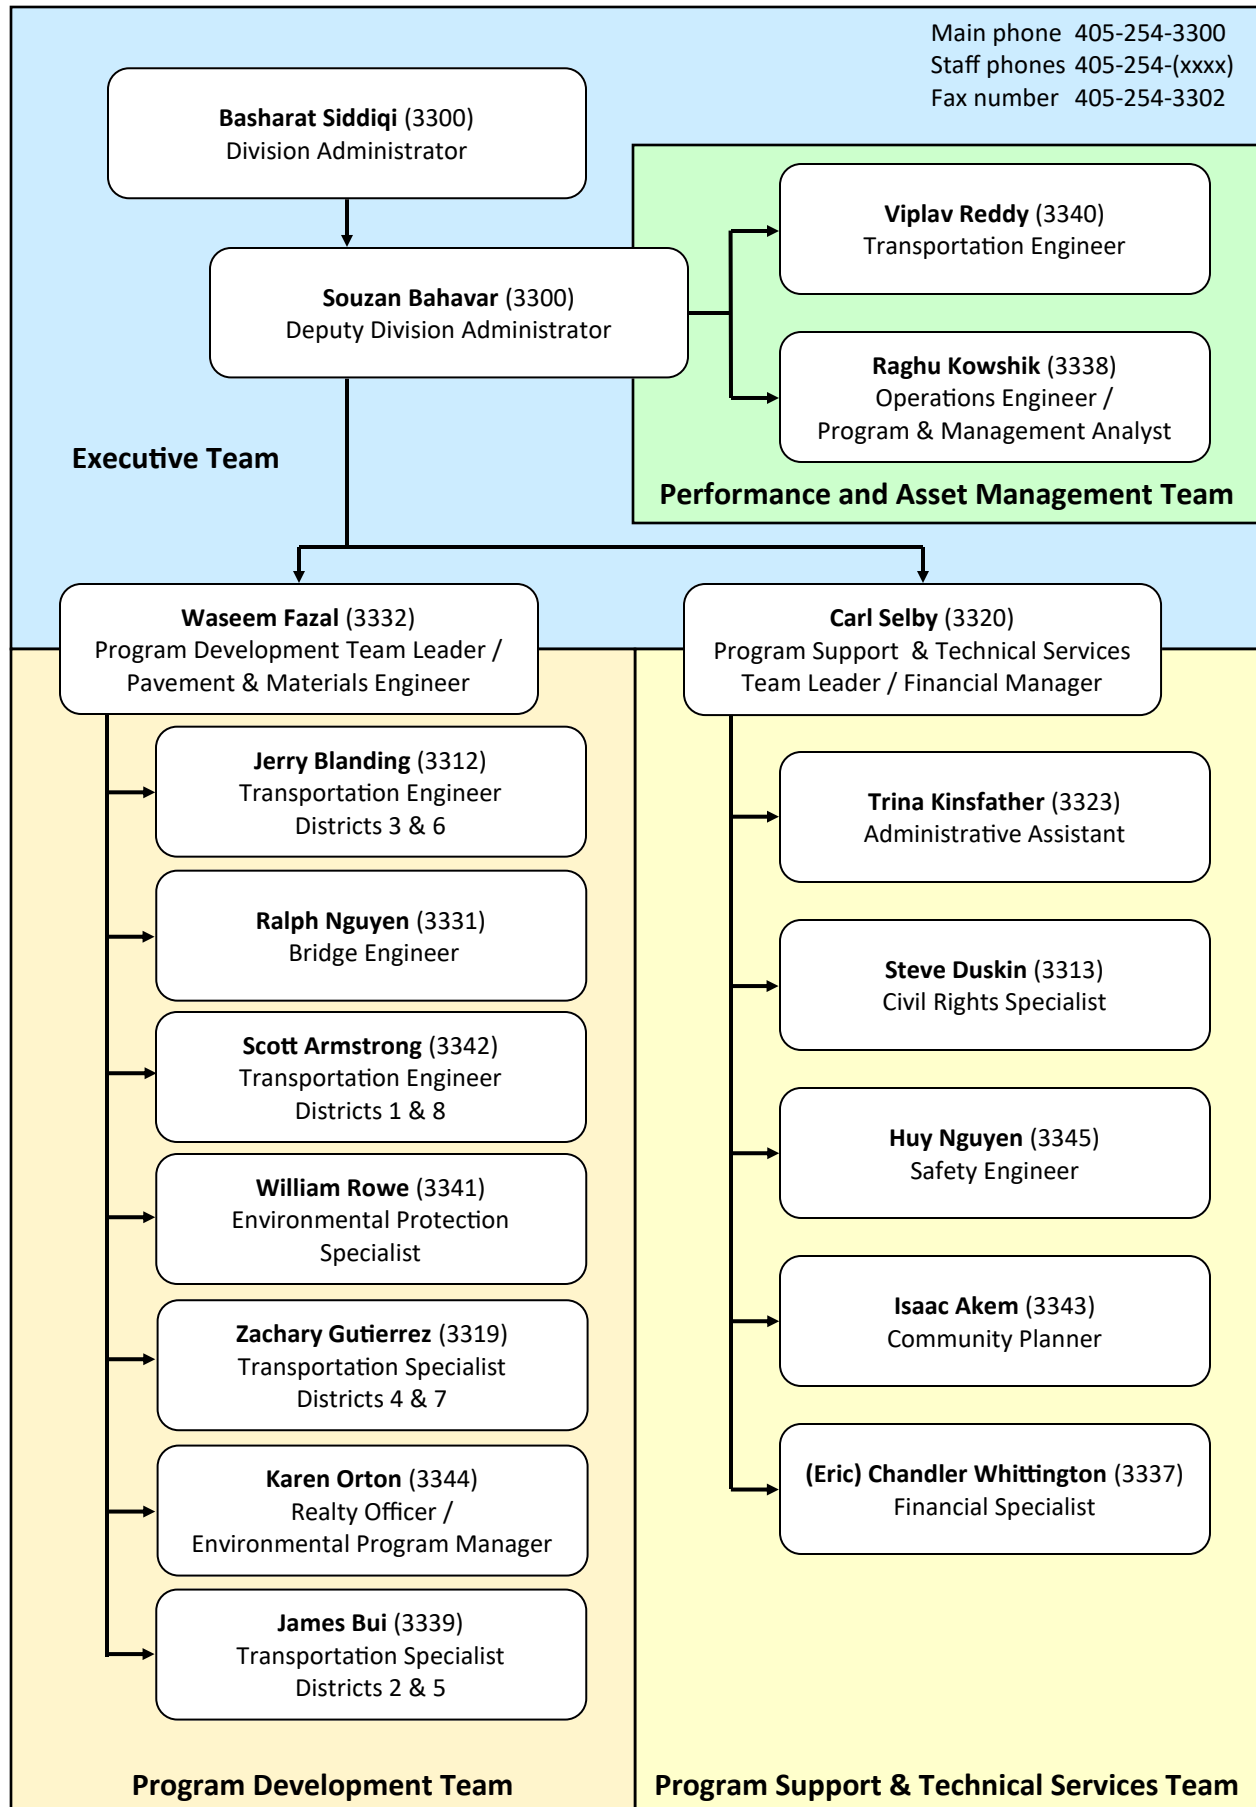 Main phone 405-254-3300
Staff phones 405-254-(xxxx)
Fax number 405-254-3302
Basharat Siddiqi (3300)
Division Administrator
Souzan Bahavar (3300)
Deputy Division Administrator
Viplav Reddy (3340)
Transportation Engineer
Raghu Kowshik (3338)
Operations Engineer /
Program & Management Analyst
Executive Team
Performance and Asset Management Team
Waseem Fazal (3332)
Program Development Team Leader /
Pavement & Materials Engineer
Carl Selby (3320)
Program Support & Technical Services
Team Leader / Financial Manager
Jerry Blanding (3312)
Transportation Engineer
Districts 3 & 6
Ralph Nguyen (3331)
Bridge Engineer
Scott Armstrong (3342)
Transportation Engineer
Districts 1 & 8
William Rowe (3341)
Environmental Protection
Specialist
Zachary Gutierrez (3319)
Transportation Specialist
Districts 4 & 7
Karen Orton (3344)
Realty Officer /
Environmental Program Manager
James Bui (3339)
Transportation Specialist
Districts 2 & 5
Program Development Team
Trina Kinsfather (3323)
Administrative Assistant
Steve Duskin (3313)
Civil Rights Specialist
Huy Nguyen (3345)
Safety Engineer
Isaac Akem (3343)
Community Planner
(Eric) Chandler Whittington (3337)
Financial Specialist
Program Support & Technical Services Team